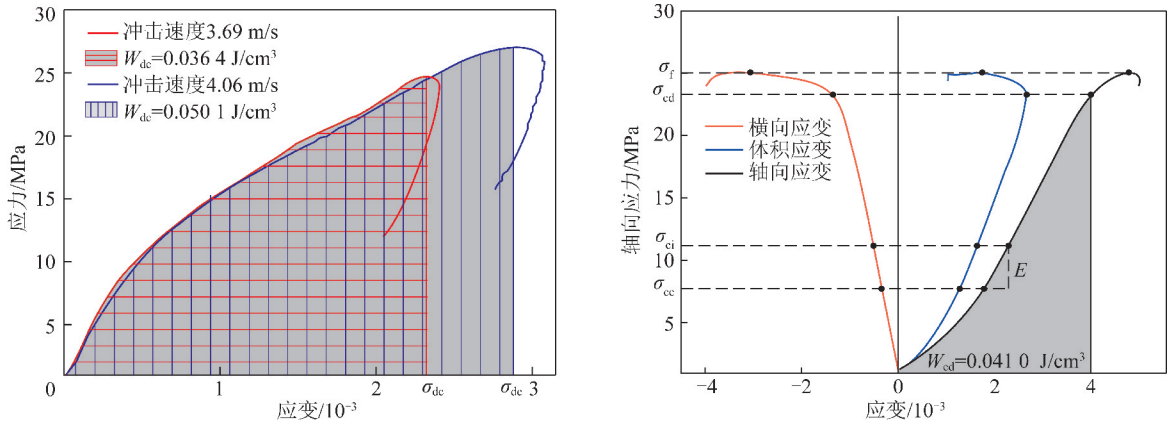 30
25
20
15
10
5
0
应力/MPa
冲击速度3.69 m/s
W_dc=0.036 4 J/cm³
冲击速度4.06 m/s
W_dc=0.050 1 J/cm³
1
2
σ_dc
σ_dc
3
应变/10⁻³
30
20
15
10
5
轴向应力/MPa
σ_f
σ_cd
σ_ci
σ_cc
横向应变
体积应变
轴向应变
E
W_cd=0.041 0 J/cm³
−4
−2
0
2
4
应变/10⁻³